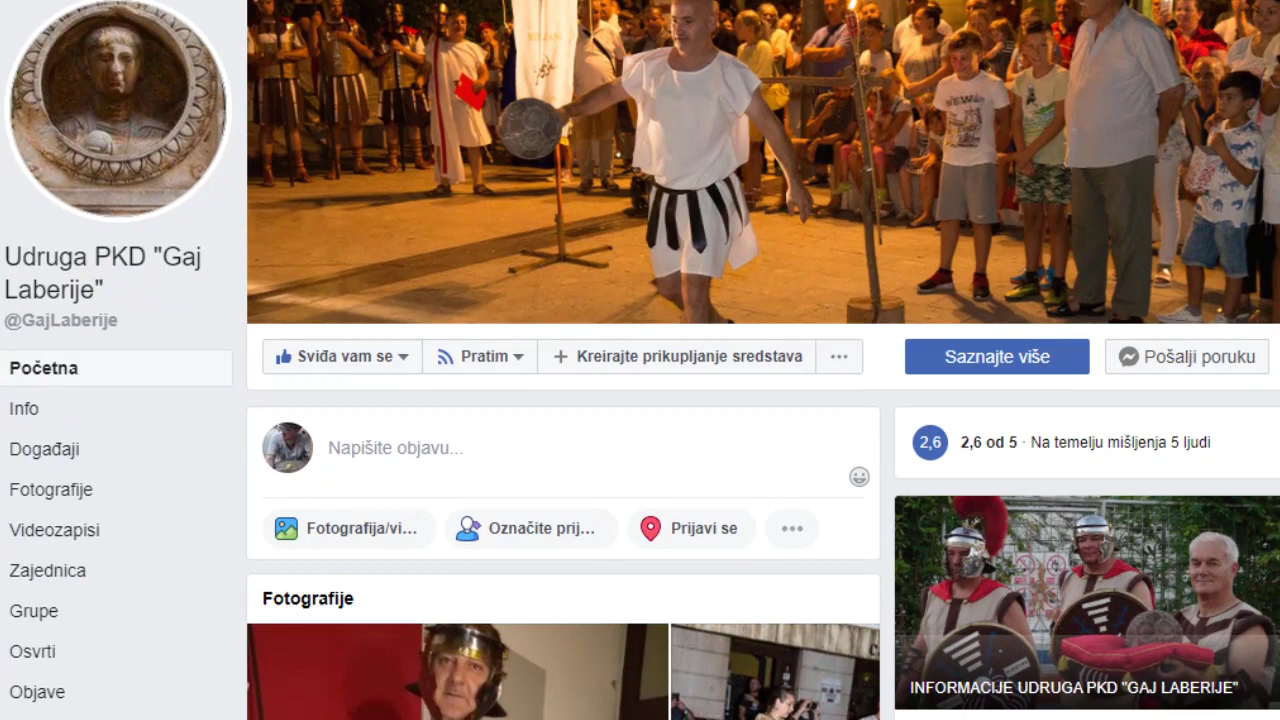 Udruga PKD "Gaj
Laberije"
@GajLaberije
Početna
Info
Događaji
Fotografije
Videozapisi
Zajednica
Grupe
Osvrti
Objave
Sviđa vam se
Pratim
Kreirajte prikupljanje sredstava
Saznajte više
Pošalji poruku
Napišite objavu...
Fotografija/vi...
Označite prij...
Prijavi se
Fotografije
2,6
2,6 od 5 · Na temelju mišljenja 5 ljudi
INFORMACIJE UDRUGA PKD "GAJ LABERIJE"